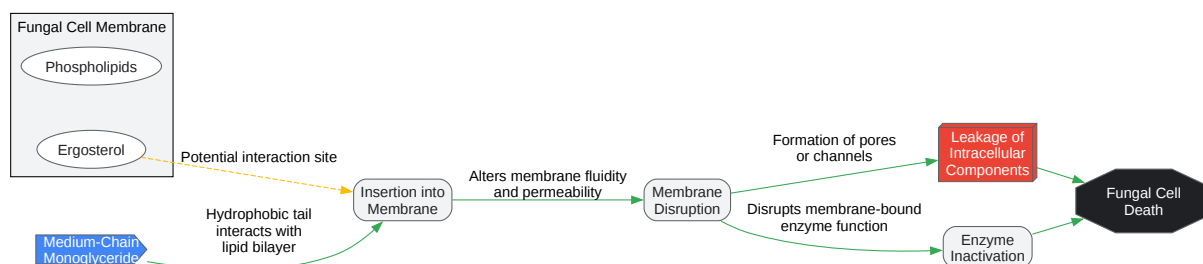 Fungal Cell Membrane
Phospholipids
Ergosterol
Potential interaction site
Hydrophobic tail
interacts with
lipid bilayer
Medium-Chain
Monoglyceride
Insertion into
Membrane
Alters membrane fluidity
and permeability
Membrane
Disruption
Formation of pores
or channels
Disrupts membrane-bound
enzyme function
Leakage of
Intracellular
Components
Enzyme
Inactivation
Fungal Cell
Death